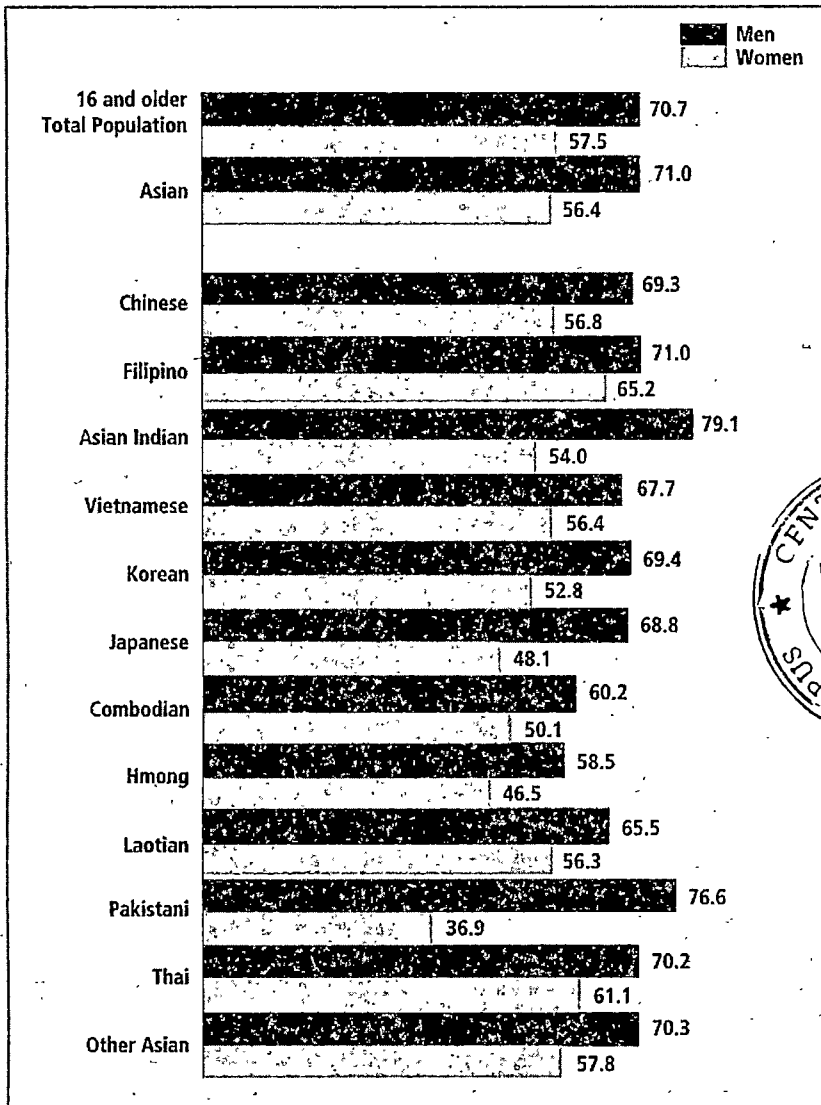 Men
Women
16 and older
Total Population
70.7
57.5
Asian
71.0
56.4
Chinese
69.3
56.8
Filipino
71.0
65.2
Asian Indian
79.1
54.0
Vietnamese
67.7
56.4
Korean
69.4
52.8
Japanese
68.8
48.1
Combodian
60.2
50.1
Hmong
58.5
46.5
Laotian
65.5
56.3
Pakistani
76.6
36.9
Thai
70.2
61.1
Other Asian
70.3
57.8